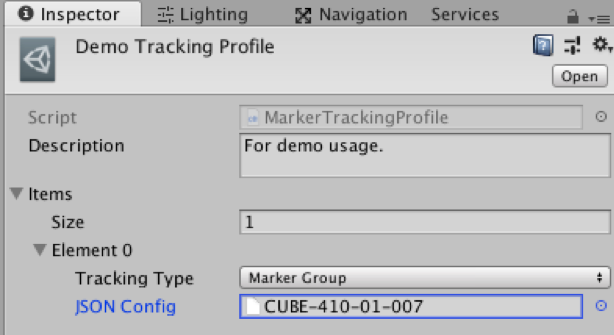 Inspector Lighting Navigation Services
Demo Tracking Profile
Open
Script MarkerTrackingProfile
Description For demo usage.
Items
Size 1
Element 0
Tracking Type Marker Group
JSON Config CUBE-410-01-007